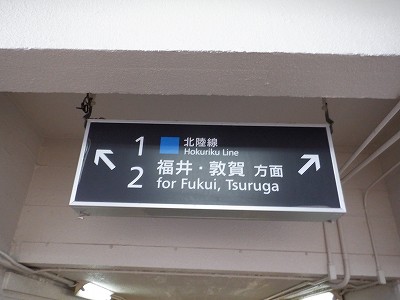 1 北陸線
Hokuriku Line
2 福井・敦賀 方面
for Fukui, Tsuruga